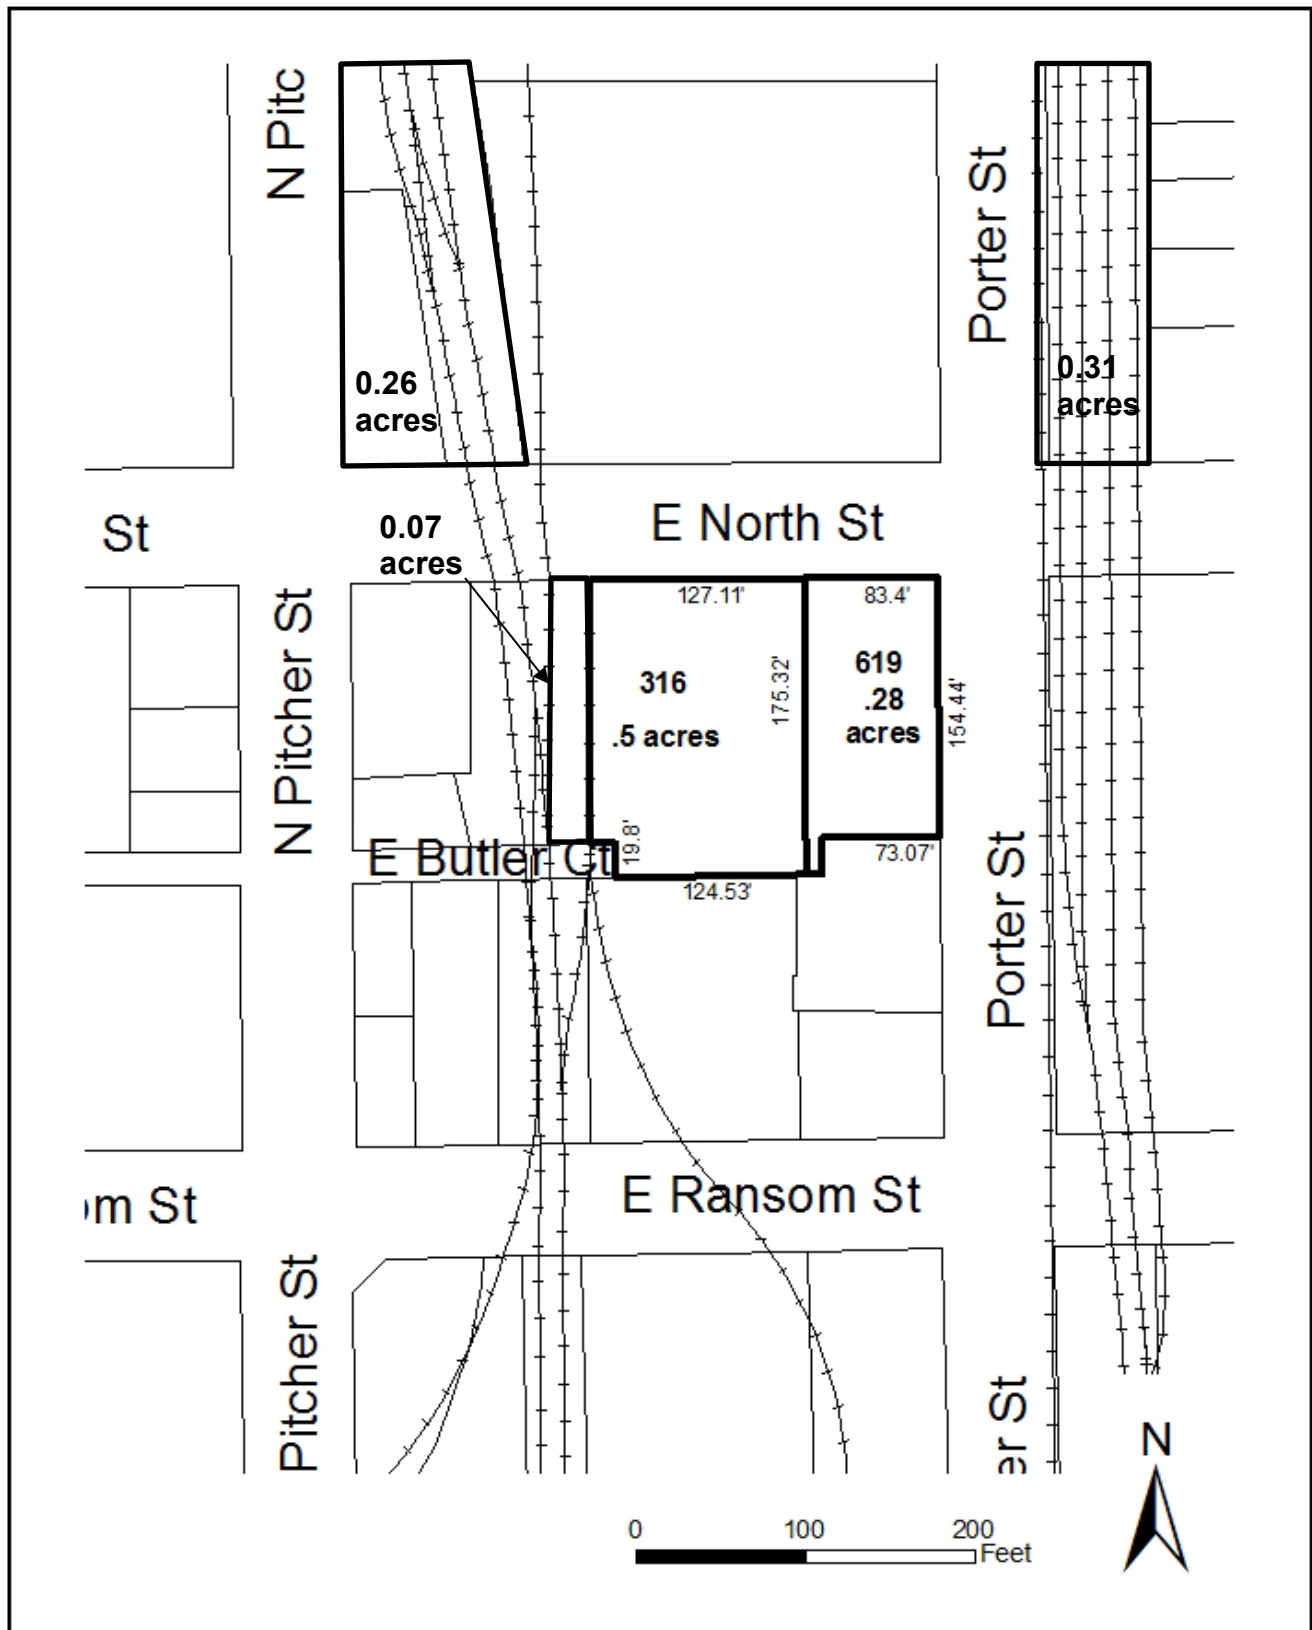 N Pitc
Porter St
0.26
acres
0.31
acres
St
0.07
acres
E North St
127.11'
83.4'
N Pitcher St
316
.5 acres
175.32'
619
.28
acres
154.44'
19.8'
E Butler Ct
73.07'
124.53'
Porter St
om St
E Ransom St
Pitcher St
er St
N
0 100 200
Feet